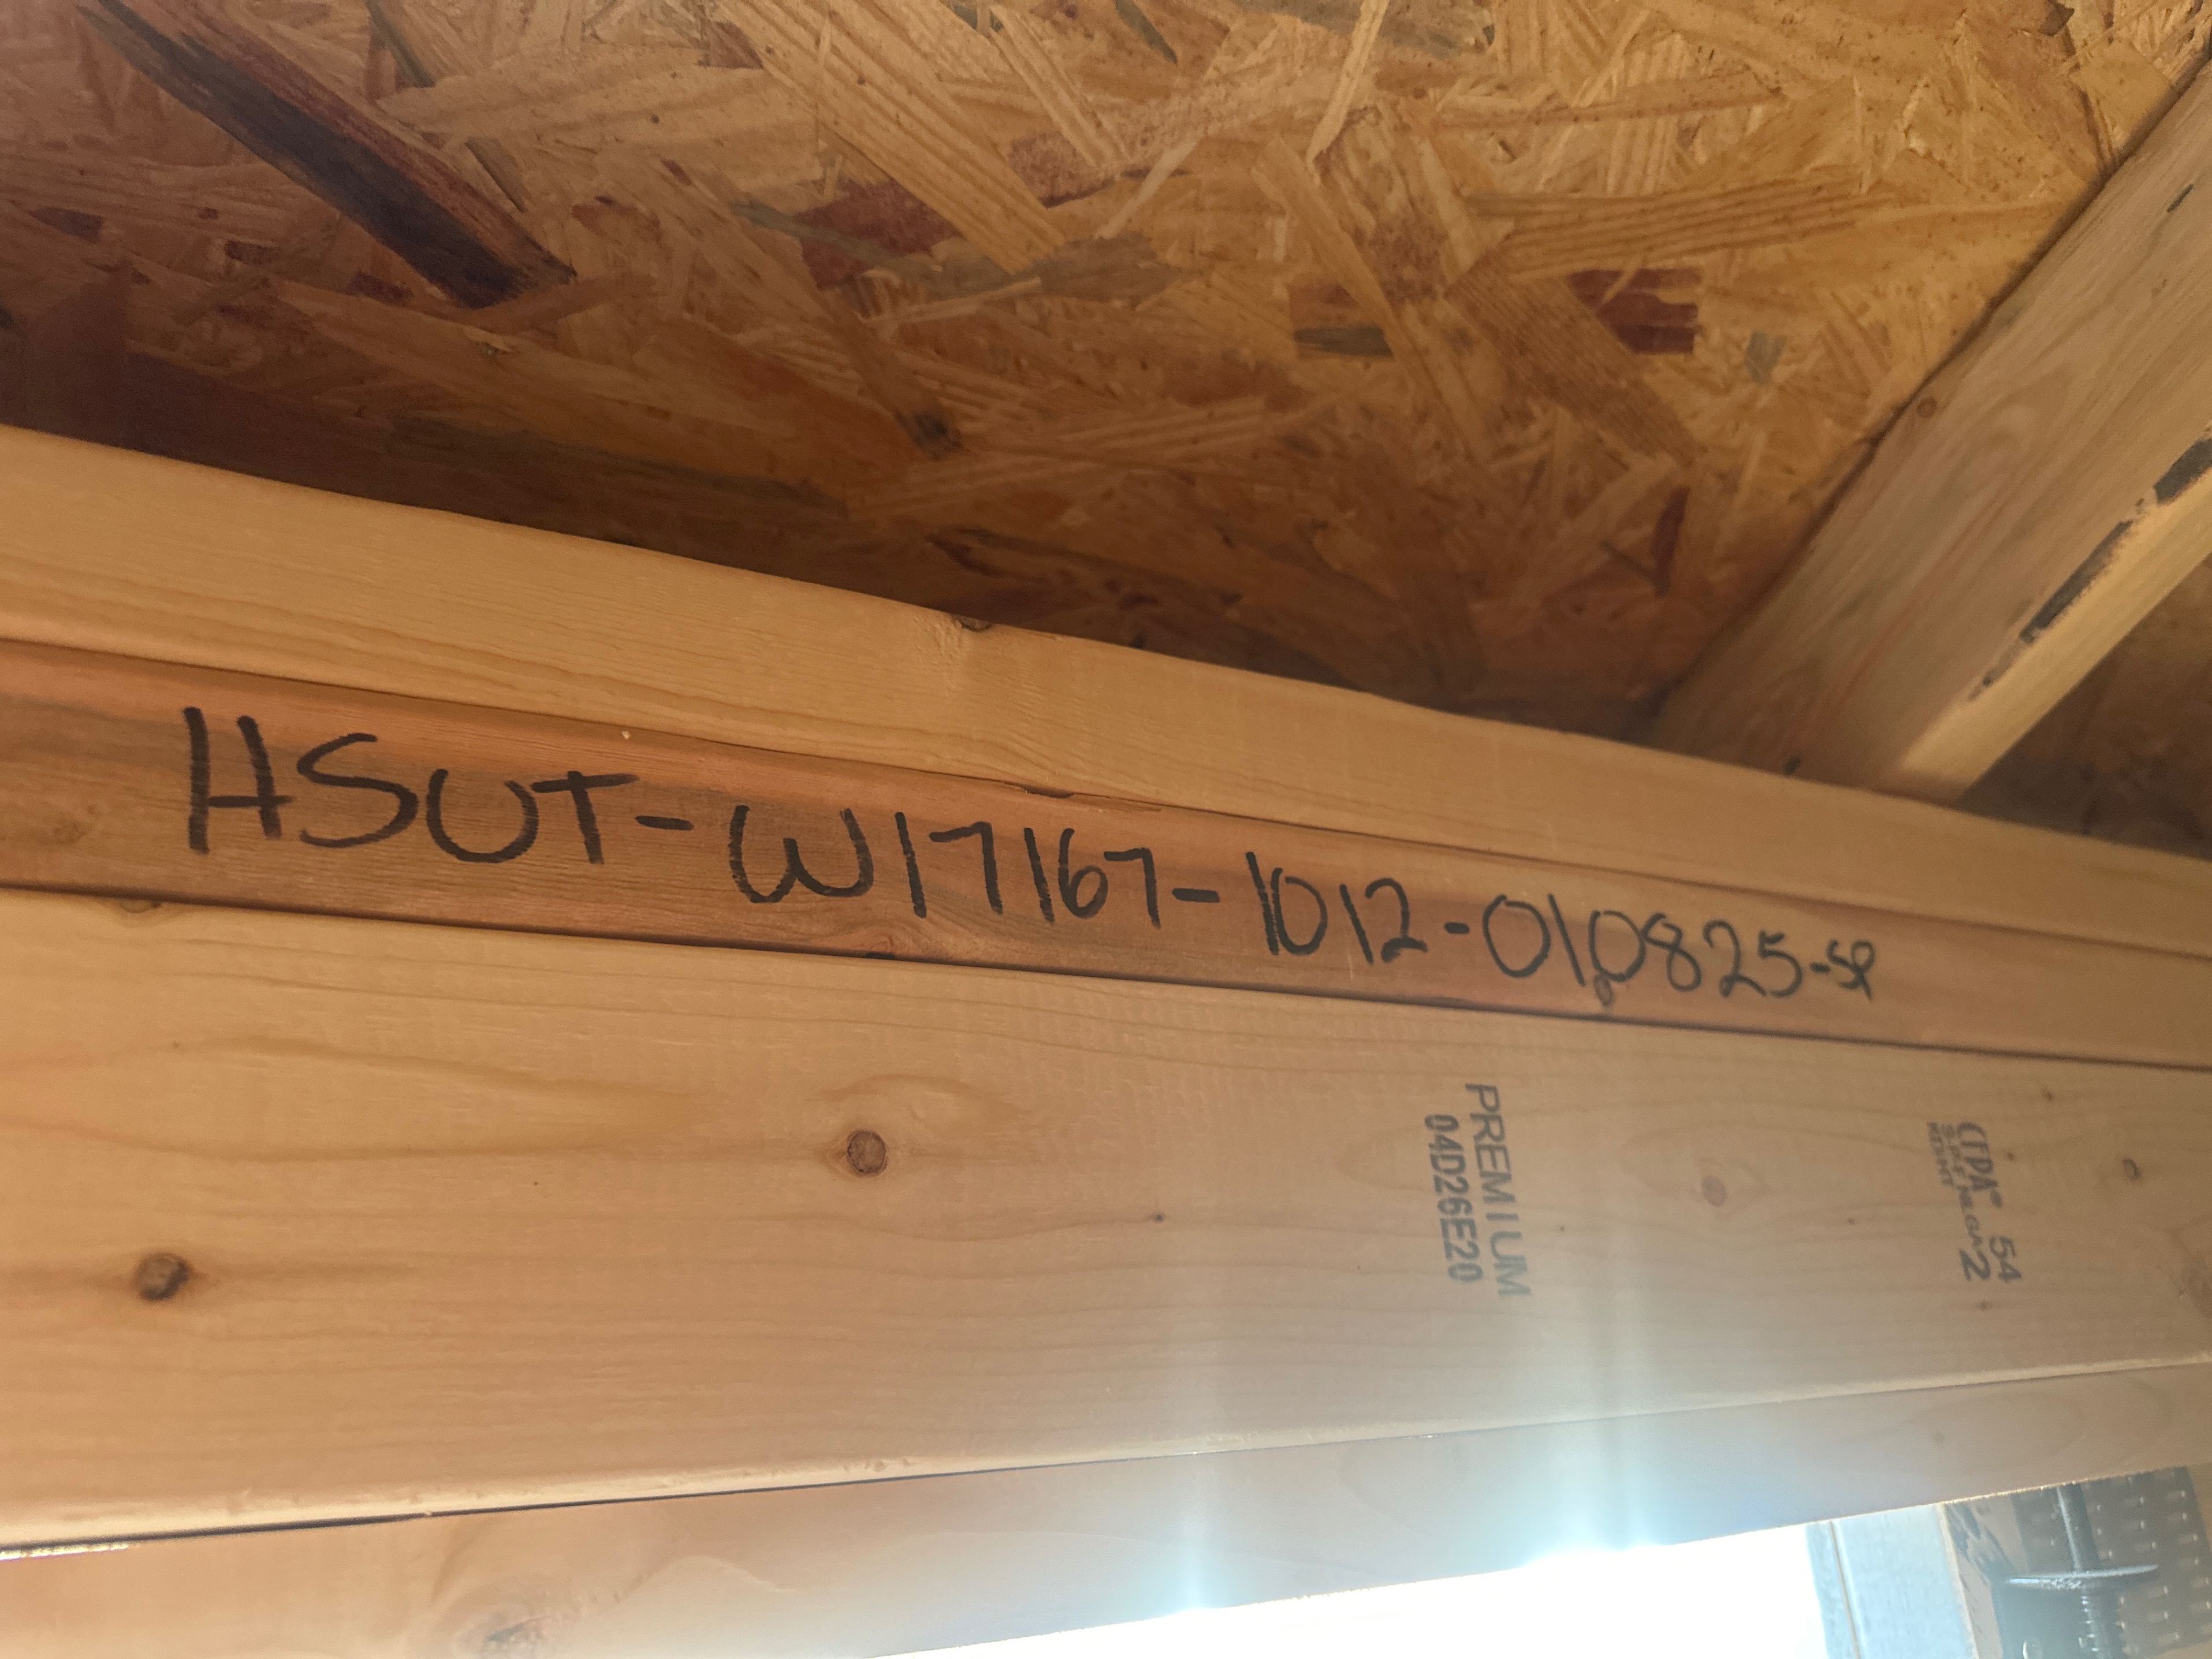 HSUT-W17167-1012-010825-SP
PREMIUM
04D26E20
54
2